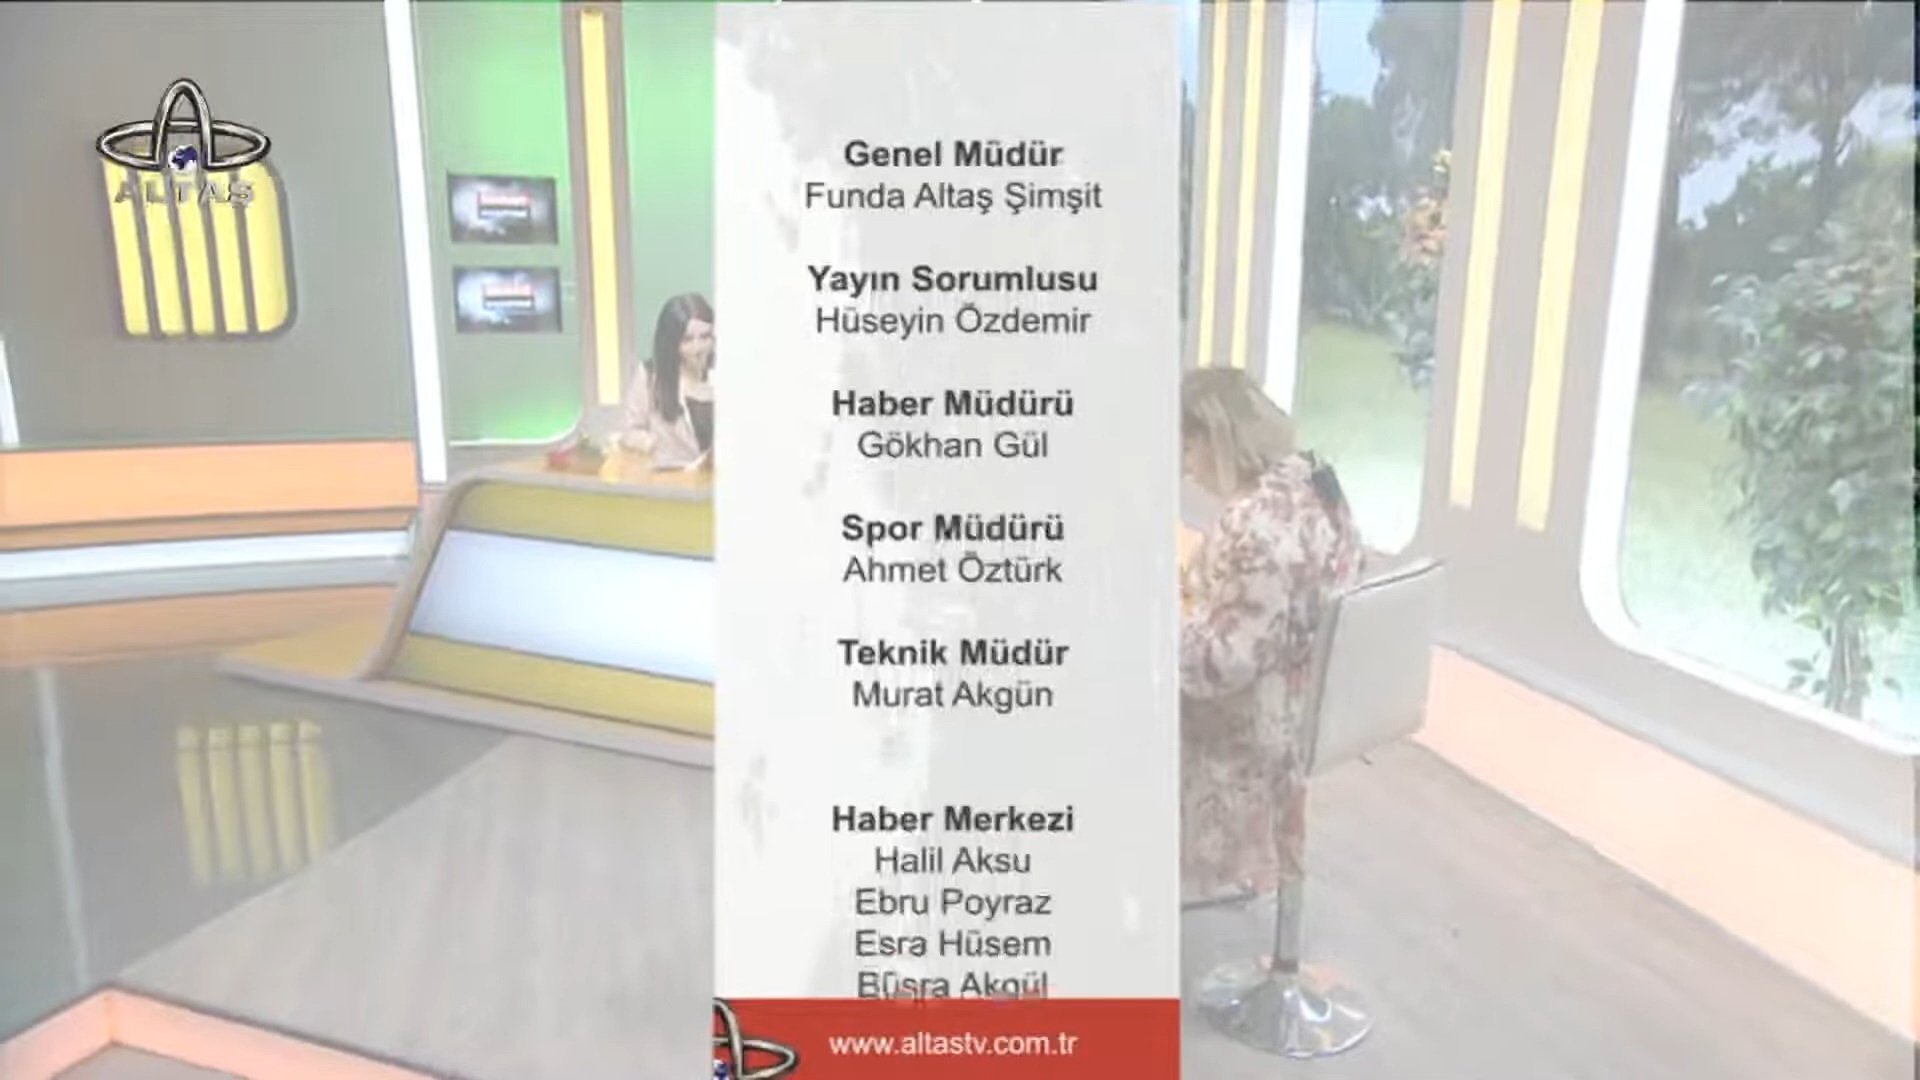 ALTAŞ
Genel Müdür
Funda Altaş Şimşit
Yayın Sorumlusu
Hüseyin Özdemir
Haber Müdürü
Gökhan Gül
Spor Müdürü
Ahmet Öztürk
Teknik Müdür
Murat Akgün
Haber Merkezi
Halil Aksu
Ebru Poyraz
Esra Hüsem
Büşra Akgül
www.altastv.com.tr